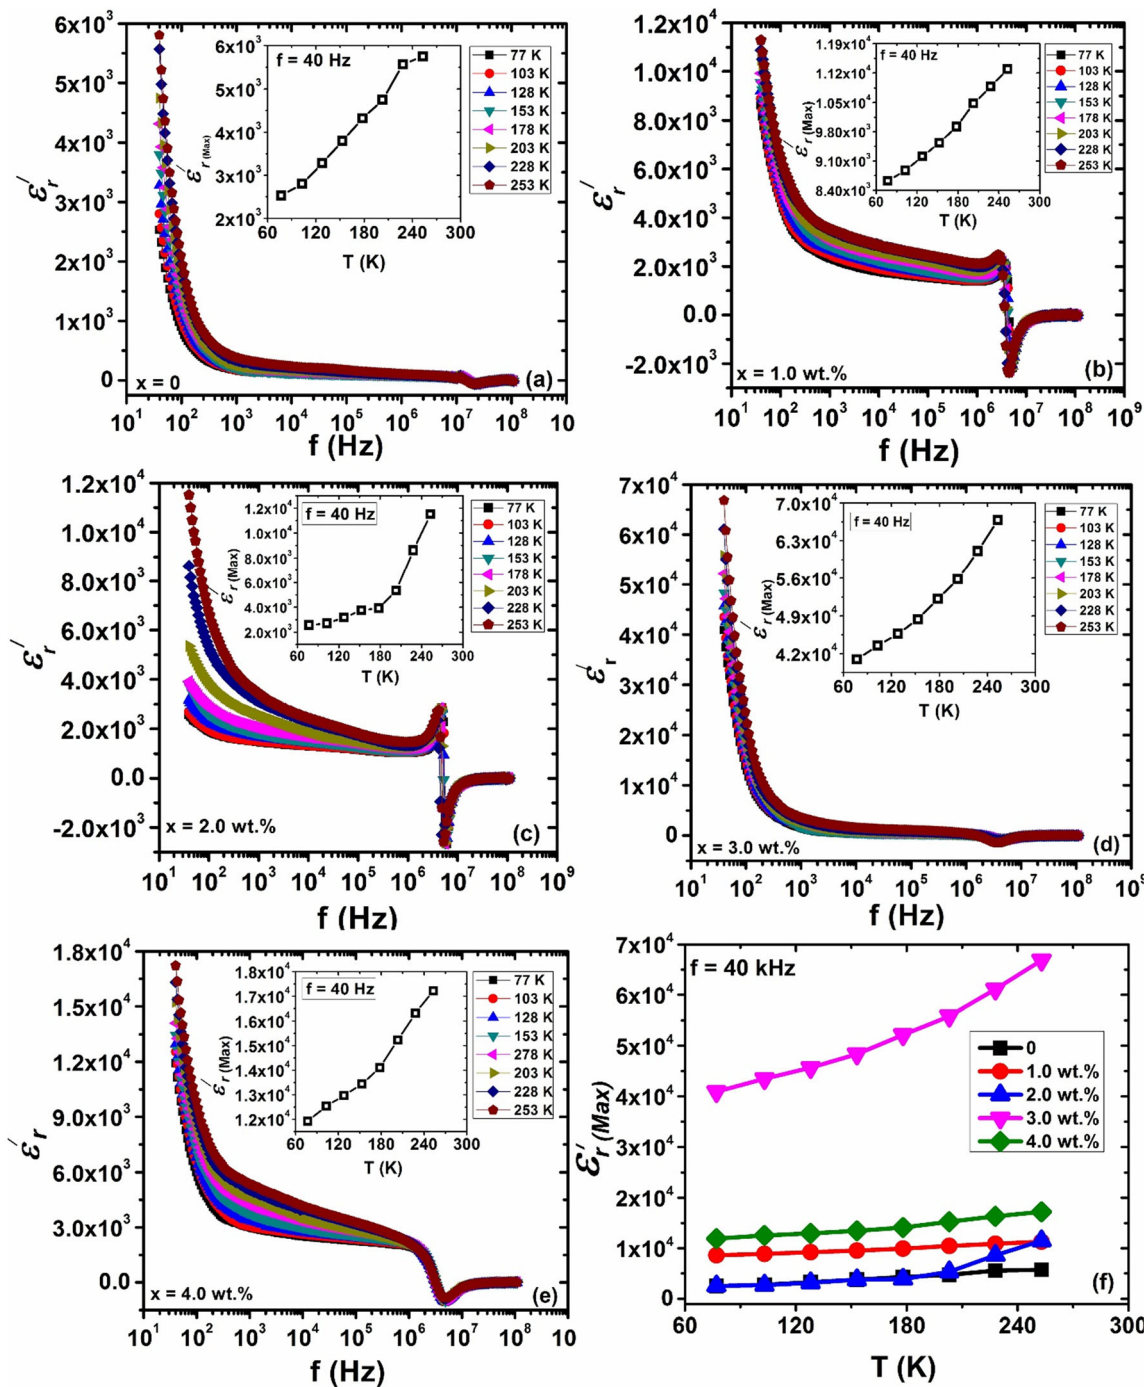 6x10³
5x10³
4x10³
3x10³
2x10³
1x10³
0
εr′
6x10³
5x10³
4x10³
3x10³
2x10³
εr (Max)
f = 40 Hz
60 120 180 240 300
T (K)
77 K
103 K
128 K
153 K
178 K
203 K
228 K
253 K
x = 0
(a)
10¹ 10² 10³ 10⁴ 10⁵ 10⁶ 10⁷ 10⁸ 10
f (Hz)
1.2x10⁴
1.0x10⁴
8.0x10³
6.0x10³
4.0x10³
2.0x10³
0.0
-2.0x10³
εr′
1.19x10⁴
1.12x10⁴
1.05x10⁴
9.80x10³
9.10x10³
8.40x10³
εr (Max)
f = 40 Hz
60 120 180 240 300
T (K)
77 K
103 K
128 K
153 K
178 K
203 K
228 K
253 K
x = 1.0 wt.%
(b)
10¹ 10² 10³ 10⁴ 10⁵ 10⁶ 10⁷ 10⁸ 10⁹
f (Hz)
1.2x10⁴
1.0x10⁴
8.0x10³
6.0x10³
4.0x10³
2.0x10³
0.0
-2.0x10³
εr′
1.2x10⁴
1.0x10⁴
8.0x10³
6.0x10³
4.0x10³
2.0x10³
εr (Max)
f = 40 Hz
60 120 180 240 300
T (K)
77 K
103 K
128 K
153 K
178 K
203 K
228 K
253 K
x = 2.0 wt.%
(c)
10¹ 10² 10³ 10⁴ 10⁵ 10⁶ 10⁷ 10⁸ 10⁹
f (Hz)
7x10⁴
6x10⁴
5x10⁴
4x10⁴
3x10⁴
2x10⁴
1x10⁴
0
εr′
7.0x10⁴
6.3x10⁴
5.6x10⁴
4.9x10⁴
4.2x10⁴
εr (Max)
f = 40 Hz
60 120 180 240 300
T (K)
77 K
103 K
128 K
153 K
178 K
203 K
228 K
253 K
x = 3.0 wt.%
(d)
10¹ 10² 10³ 10⁴ 10⁵ 10⁶ 10⁷ 10⁸ 10⁹
f (Hz)
1.8x10⁴
1.5x10⁴
1.2x10⁴
9.0x10³
6.0x10³
3.0x10³
0.0
εr′
1.8x10⁴
1.7x10⁴
1.6x10⁴
1.5x10⁴
1.4x10⁴
1.3x10⁴
1.2x10⁴
εr (Max)
f = 40 Hz
60 120 180 240 300
T (K)
77 K
103 K
128 K
153 K
278 K
203 K
228 K
253 K
x = 4.0 wt.%
(e)
10¹ 10² 10³ 10⁴ 10⁵ 10⁶ 10⁷ 10⁸ 10
f (Hz)
7x10⁴
6x10⁴
5x10⁴
4x10⁴
3x10⁴
2x10⁴
1x10⁴
0
ε′r (Max)
f = 40 kHz
0
1.0 wt.%
2.0 wt.%
3.0 wt.%
4.0 wt.%
(f)
60 120 180 240 300
T (K)